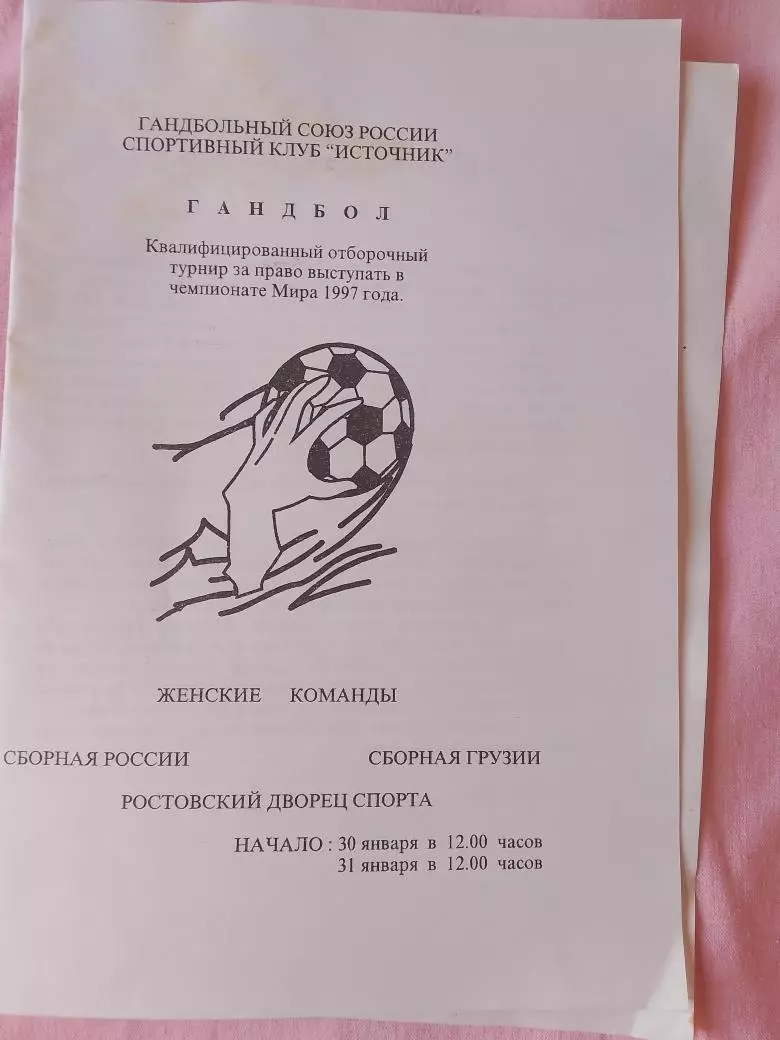 ГАНДБОЛЬНЫЙ СОЮЗ РОССИИ
СПОРТИВНЫЙ КЛУБ "ИСТОЧНИК"
Г А Н Д Б О Л
Квалифицированный отборочный
турнир за право выступать в
чемпионате Мира 1997 года.
ЖЕНСКИЕ КОМАНДЫ
СБОРНАЯ РОССИИ СБОРНАЯ ГРУЗИИ
РОСТОВСКИЙ ДВОРЕЦ СПОРТА
НАЧАЛО : 30 января в 12.00 часов
31 января в 12.00 часов